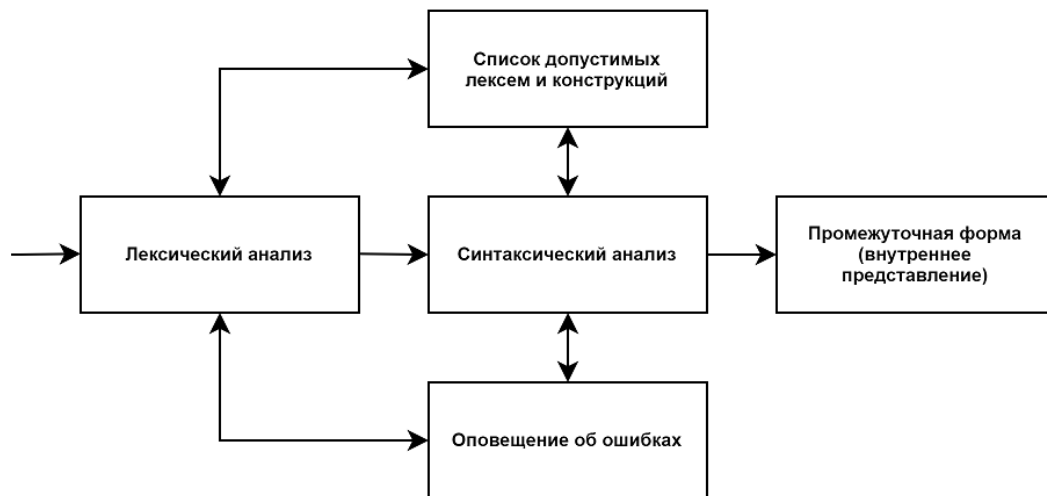 Список допустимых
лексем и конструкций
Лексический анализ
Синтаксический анализ
Промежуточная форма
(внутреннее
представление)
Оповещение об ошибках